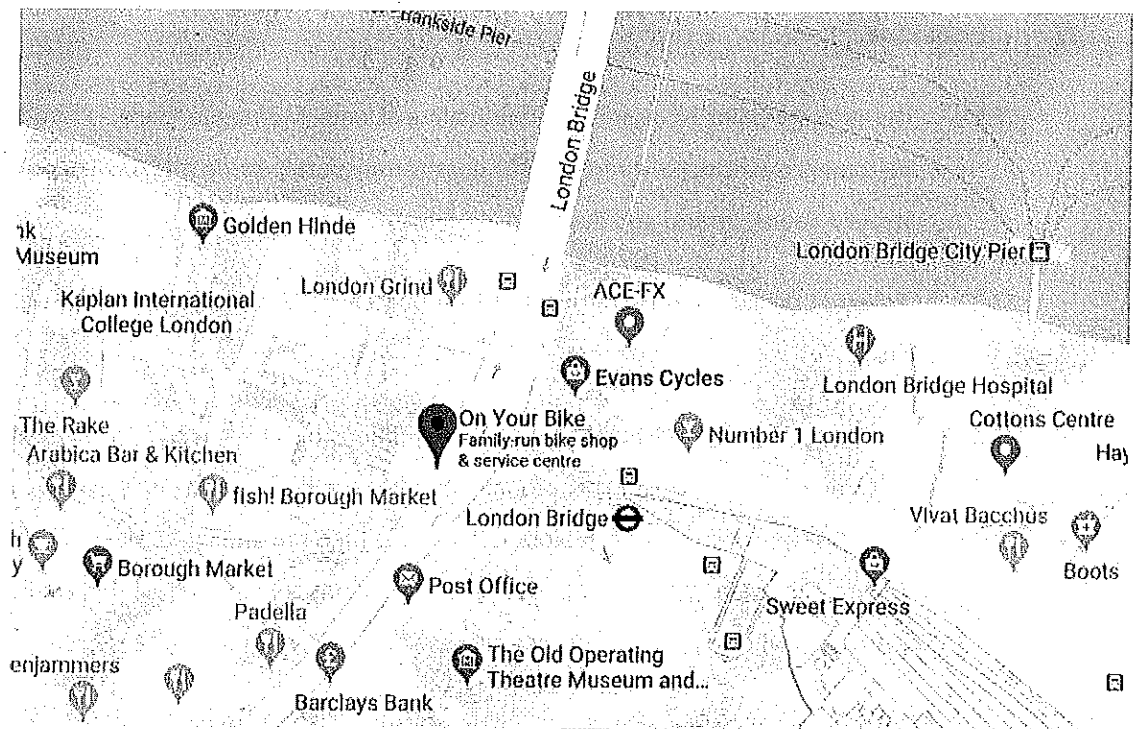 Bankside Pier
London Bridge
Golden Hinde
Museum
London Bridge City Pier
London Grind
ACE-FX
Kaplan International
College London
Evans Cycles
London Bridge Hospital
The Rake
On Your Bike
Family-run bike shop
& service centre
Number 1 London
Cottons Centre
Arabica Bar & Kitchen
fish! Borough Market
London Bridge
Vivat Bacchus
Borough Market
Post Office
Boots
Sweet Express
Padella
The Old Operating
Theatre Museum and...
Barclays Bank
enjammers